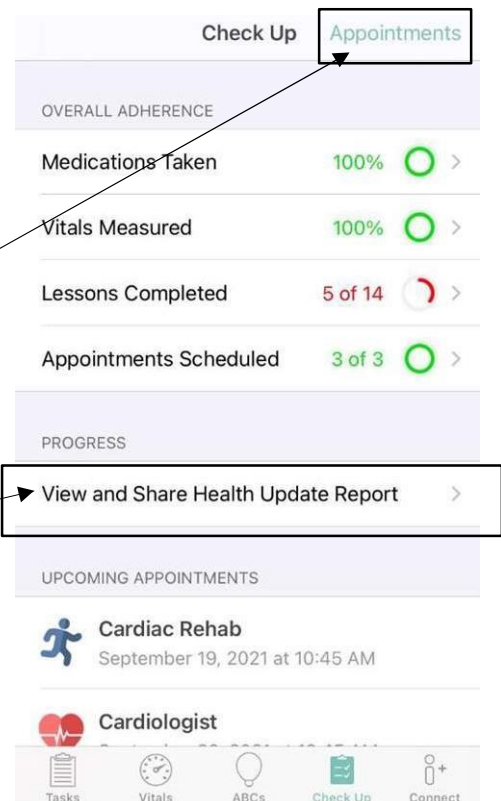 Check Up Appointments
OVERALL ADHERENCE
Medications Taken 100%
Vitals Measured 100%
Lessons Completed 5 of 14
Appointments Scheduled 3 of 3
PROGRESS
View and Share Health Update Report
UPCOMING APPOINTMENTS
Cardiac Rehab
September 19, 2021 at 10:45 AM
Cardiologist
Tasks Vitals ABCs Check Up Connect